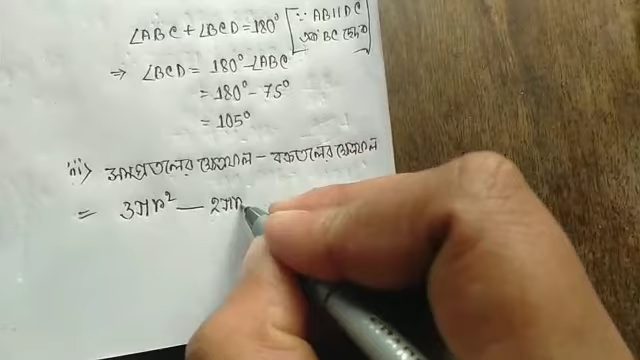 ∠ABC + ∠BCD = 180° [∵ AB || DC
এবং BC ছেদক]
⇒ ∠BCD = 180° - ∠ABC
= 180° - 75°
= 105°
iii> সমগ্রতলের ক্ষেত্রফল - বক্রতলের ক্ষেত্রফল
= 3πr² — 2πr